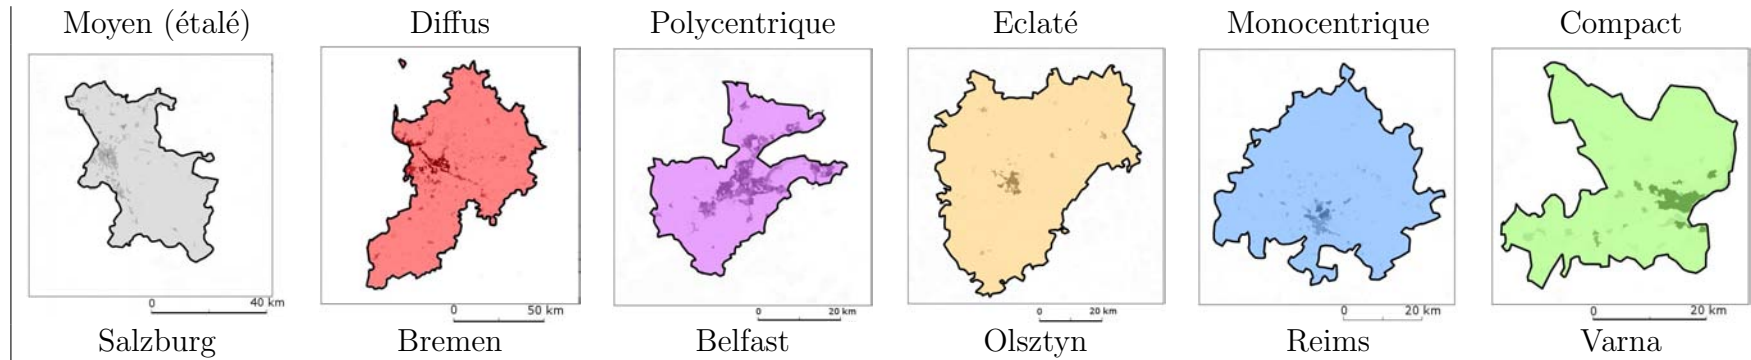 Moyen (étalé) Diffus Polycentrique Eclaté Monocentrique Compact
0 40 km 0 50 km 0 20 km 0 20 km 0 20 km 0 20 km
Salzburg Bremen Belfast Olsztyn Reims Varna